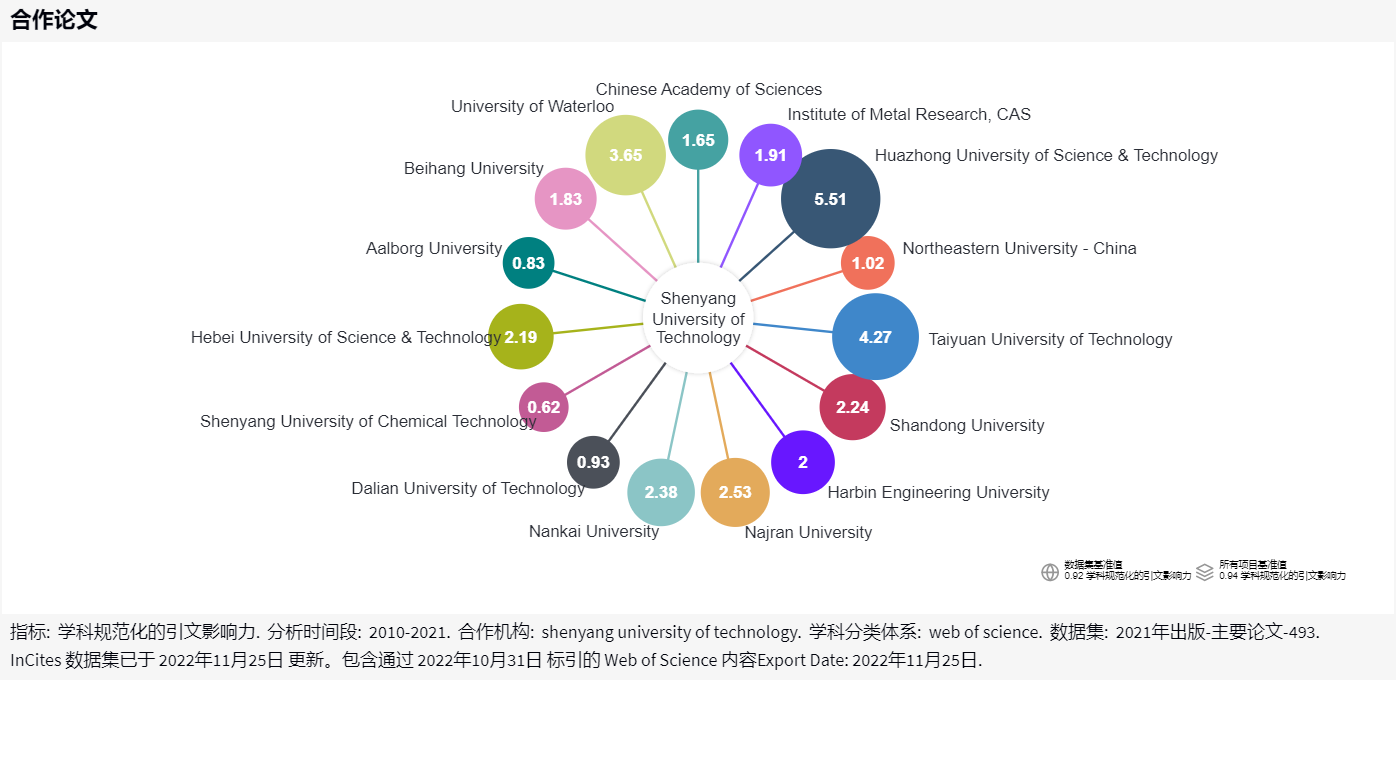 合作论文
Chinese Academy of Sciences
University of Waterloo
Institute of Metal Research, CAS
1.65
3.65
1.91
Huazhong University of Science & Technology
Beihang University
1.83
5.51
Aalborg University
0.83
1.02
Northeastern University - China
Shenyang
University of
Technology
Hebei University of Science & Technology
2.19
4.27
Taiyuan University of Technology
0.62
2.24
Shenyang University of Chemical Technology
Shandong University
0.93
2
Dalian University of Technology
Harbin Engineering University
2.38
2.53
Nankai University
Najran University
数据集基准值
0.92 学科规范化的引文影响力
所有项目基准值
0.94 学科规范化的引文影响力
指标: 学科规范化的引文影响力. 分析时间段: 2010-2021. 合作机构: shenyang university of technology. 学科分类体系: web of science. 数据集: 2021年出版-主要论文-493.
InCites 数据集已于 2022年11月25日 更新。包含通过 2022年10月31日 标引的 Web of Science 内容Export Date: 2022年11月25日.